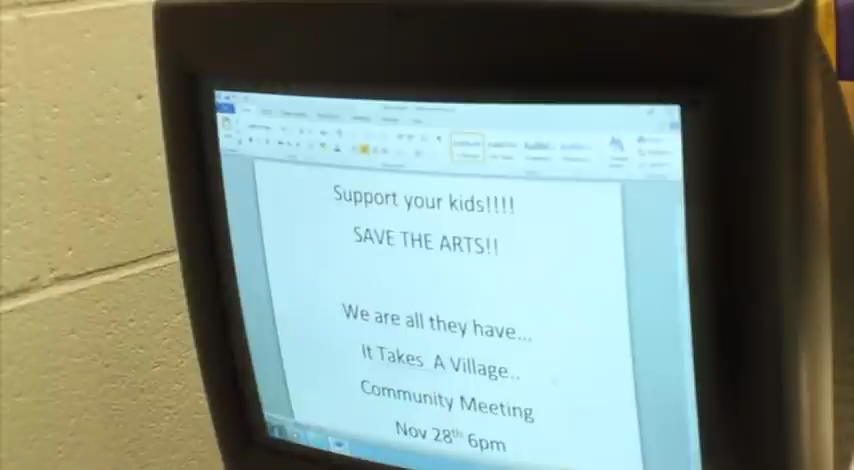 Support your kids!!!!
SAVE THE ARTS!!
We are all they have...
It Takes A Village..
Community Meeting
Nov 28th 6pm